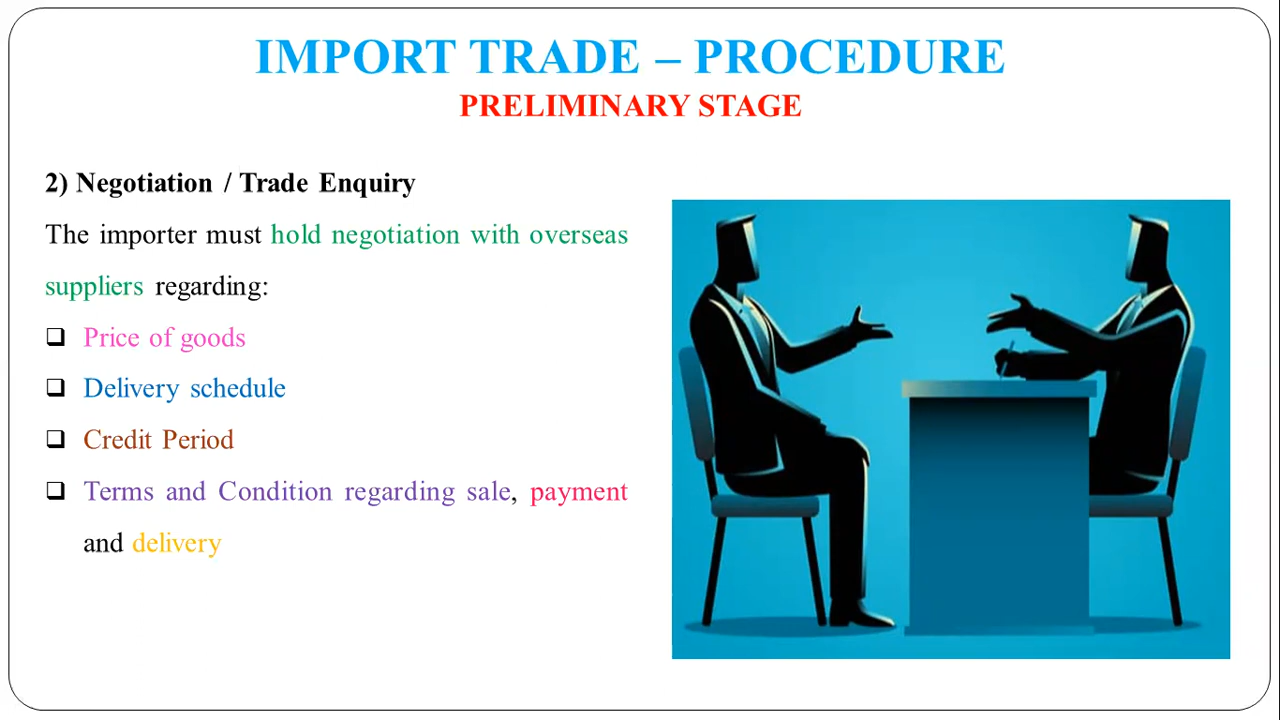 IMPORT TRADE – PROCEDURE
PRELIMINARY STAGE
2) Negotiation / Trade Enquiry
The importer must hold negotiation with overseas
suppliers regarding:
❑ Price of goods
❑ Delivery schedule
❑ Credit Period
❑ Terms and Condition regarding sale, payment
and delivery